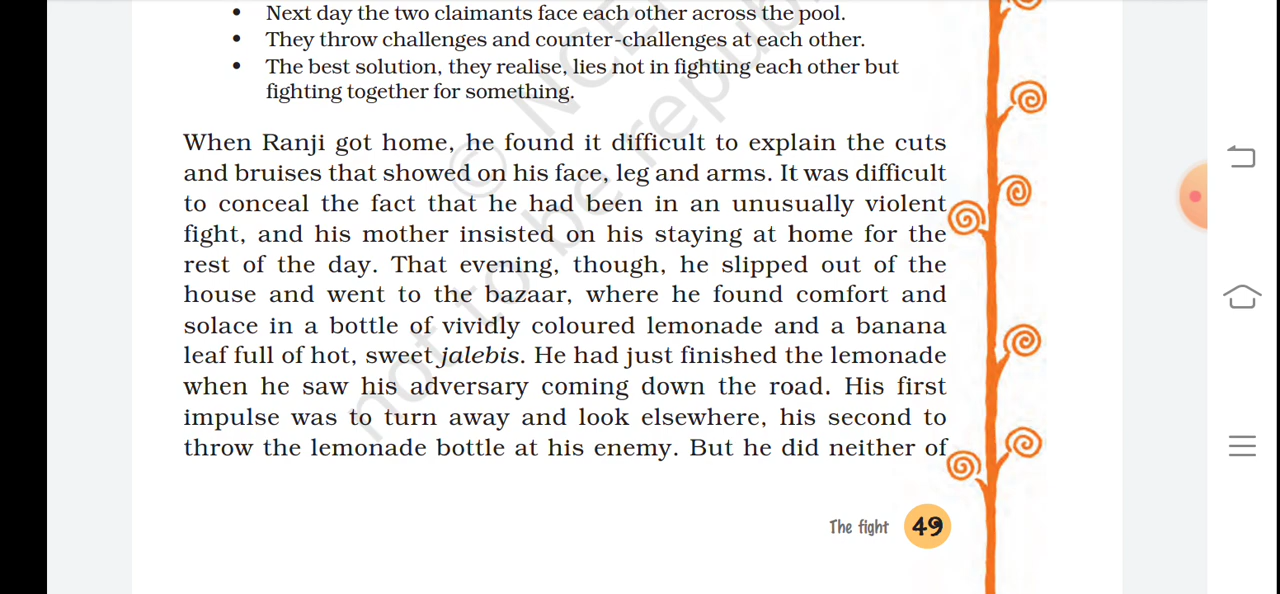 • Next day the two claimants face each other across the pool.
• They throw challenges and counter-challenges at each other.
• The best solution, they realise, lies not in fighting each other but
fighting together for something.
When Ranji got home, he found it difficult to explain the cuts
and bruises that showed on his face, leg and arms. It was difficult
to conceal the fact that he had been in an unusually violent
fight, and his mother insisted on his staying at home for the
rest of the day. That evening, though, he slipped out of the
house and went to the bazaar, where he found comfort and
solace in a bottle of vividly coloured lemonade and a banana
leaf full of hot, sweet jalebis. He had just finished the lemonade
when he saw his adversary coming down the road. His first
impulse was to turn away and look elsewhere, his second to
throw the lemonade bottle at his enemy. But he did neither of
The fight 49
© NCE
not to be repub